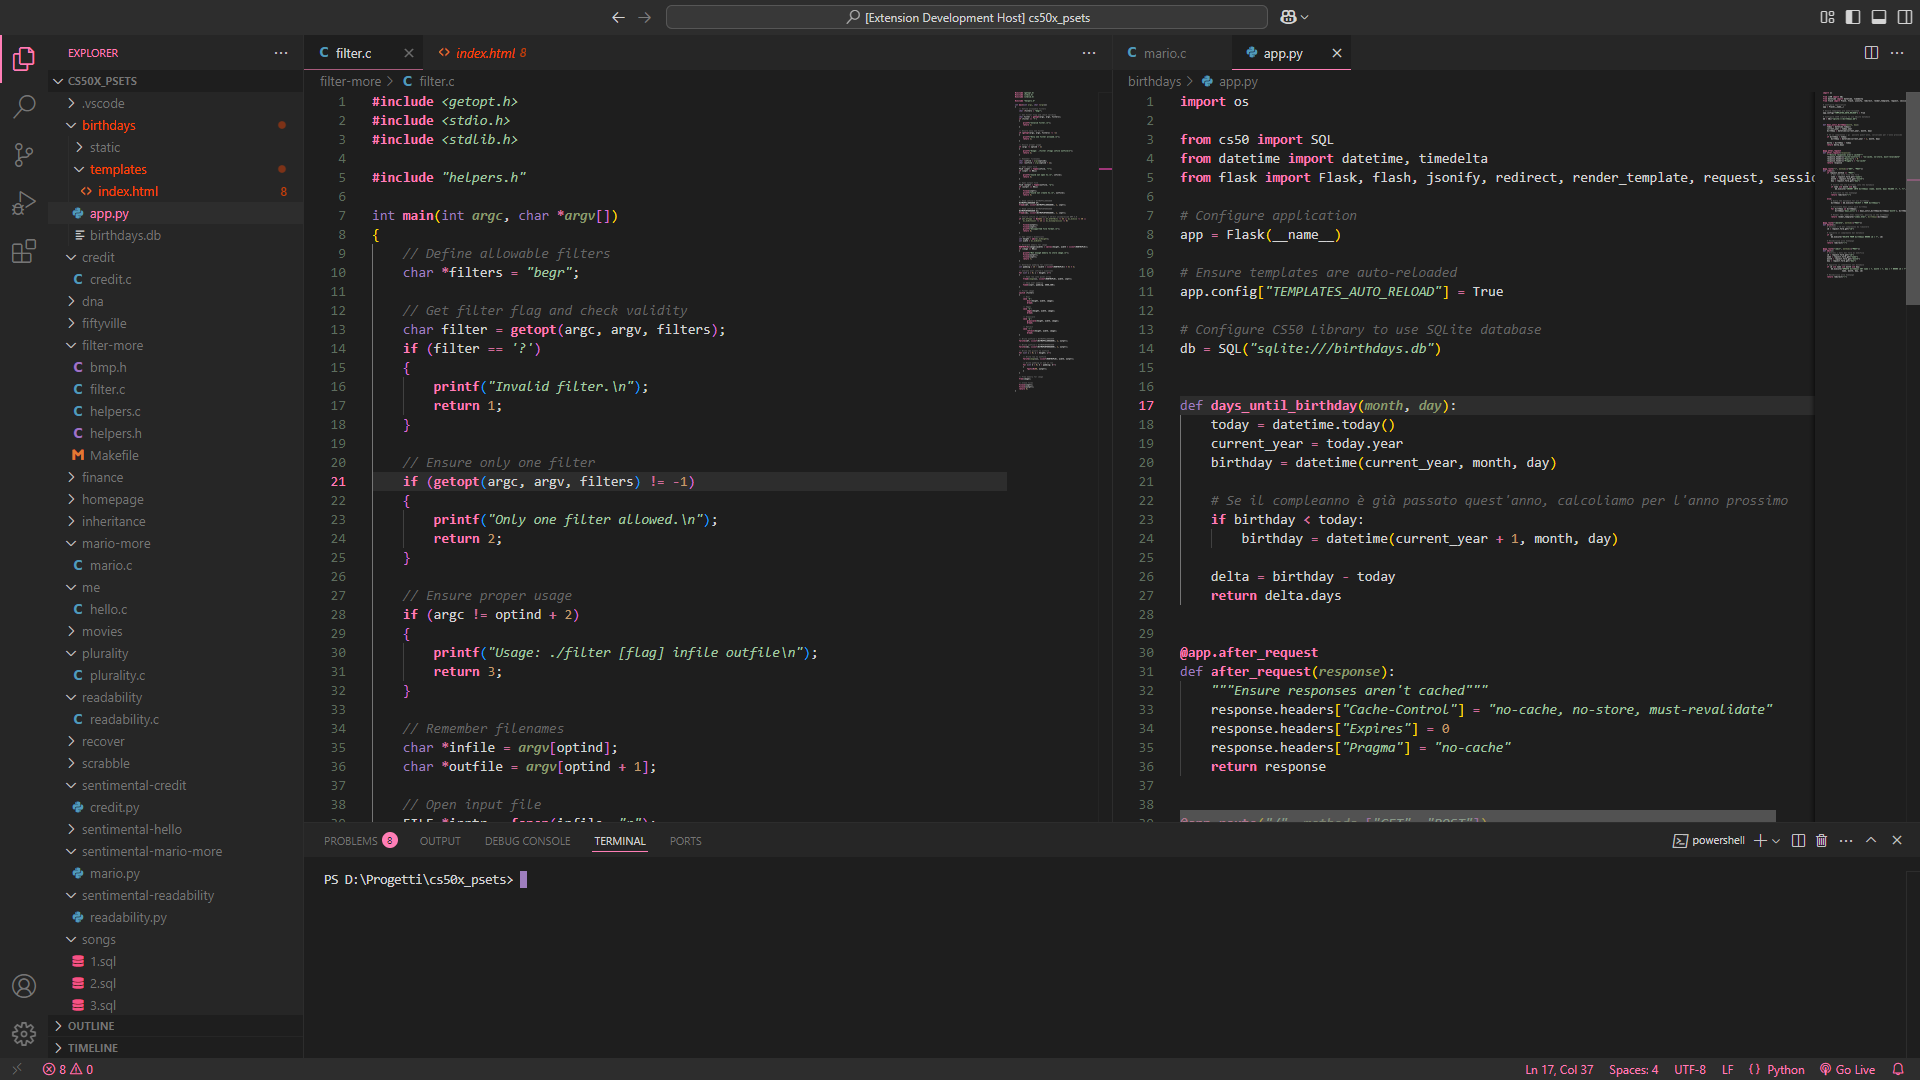 [Extension Development Host] cs50x_psets
EXPLORER
CS50X_PSETS
.vscode
birthdays
static
templates
index.html 8
app.py
birthdays.db
credit
credit.c
dna
fiftyville
filter-more
bmp.h
filter.c
helpers.c
helpers.h
Makefile
finance
homepage
inheritance
mario-more
mario.c
me
hello.c
movies
plurality
plurality.c
readability
readability.c
recover
scrabble
sentimental-credit
credit.py
sentimental-hello
sentimental-mario-more
mario.py
sentimental-readability
readability.py
songs
1.sql
2.sql
3.sql
OUTLINE
TIMELINE
filter.c
index.html 8
filter-more > filter.c
1 #include <getopt.h>
2 #include <stdio.h>
3 #include <stdlib.h>
4
5 #include "helpers.h"
6
7 int main(int argc, char *argv[])
8 {
9 // Define allowable filters
10 char *filters = "begr";
11
12 // Get filter flag and check validity
13 char filter = getopt(argc, argv, filters);
14 if (filter == '?')
15 {
16 printf("Invalid filter.\n");
17 return 1;
18 }
19
20 // Ensure only one filter
21 if (getopt(argc, argv, filters) != -1)
22 {
23 printf("Only one filter allowed.\n");
24 return 2;
25 }
26
27 // Ensure proper usage
28 if (argc != optind + 2)
29 {
30 printf("Usage: ./filter [flag] infile outfile\n");
31 return 3;
32 }
33
34 // Remember filenames
35 char *infile = argv[optind];
36 char *outfile = argv[optind + 1];
37
38 // Open input file
mario.c
app.py
birthdays > app.py
1 import os
2
3 from cs50 import SQL
4 from datetime import datetime, timedelta
5 from flask import Flask, flash, jsonify, redirect, render_template, request, sessio
6
7 # Configure application
8 app = Flask(__name__)
9
10 # Ensure templates are auto-reloaded
11 app.config["TEMPLATES_AUTO_RELOAD"] = True
12
13 # Configure CS50 Library to use SQLite database
14 db = SQL("sqlite:///birthdays.db")
15
16
17 def days_until_birthday(month, day):
18 today = datetime.today()
19 current_year = today.year
20 birthday = datetime(current_year, month, day)
21
22 # Se il compleanno è già passato quest'anno, calcoliamo per l'anno prossimo
23 if birthday < today:
24 birthday = datetime(current_year + 1, month, day)
25
26 delta = birthday - today
27 return delta.days
28
29
30 @app.after_request
31 def after_request(response):
32 """Ensure responses aren't cached"""
33 response.headers["Cache-Control"] = "no-cache, no-store, must-revalidate"
34 response.headers["Expires"] = 0
35 response.headers["Pragma"] = "no-cache"
36 return response
37
38
PROBLEMS 8 OUTPUT DEBUG CONSOLE TERMINAL PORTS
powershell
PS D:\Progetti\cs50x_psets>
8 0
Ln 17, Col 37 Spaces: 4 UTF-8 LF {} Python Go Live